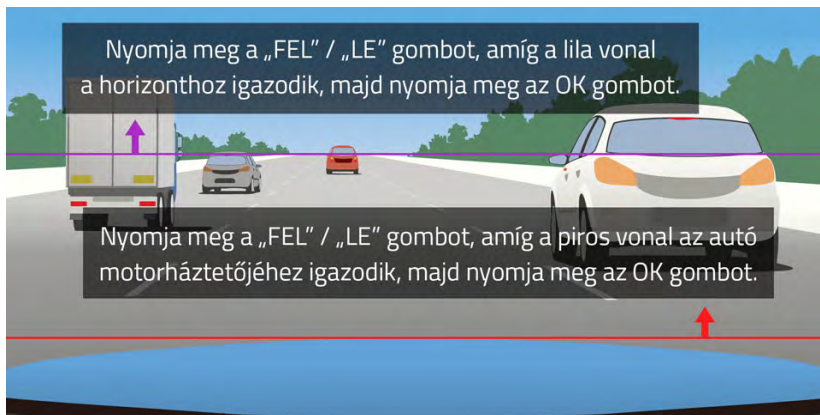 Nyomja meg a „FEL” / „LE” gombot, amíg a lila vonal
a horizonthoz igazodik, majd nyomja meg az OK gombot.
Nyomja meg a „FEL” / „LE” gombot, amíg a piros vonal az autó
motorháztetőjéhez igazodik, majd nyomja meg az OK gombot.